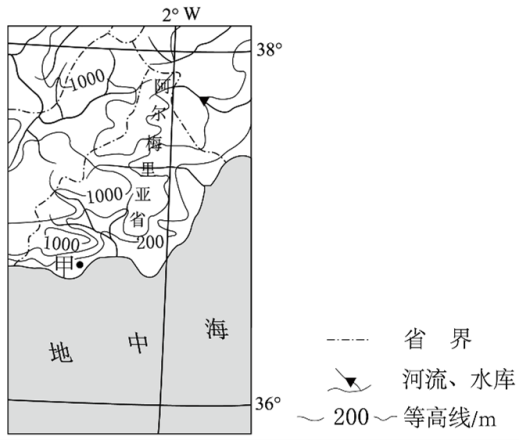 2° W
38°
1000
阿尔梅里亚省
1000
200
1000
甲
地中海
36°
省 界
河流、水库
200 等高线/m